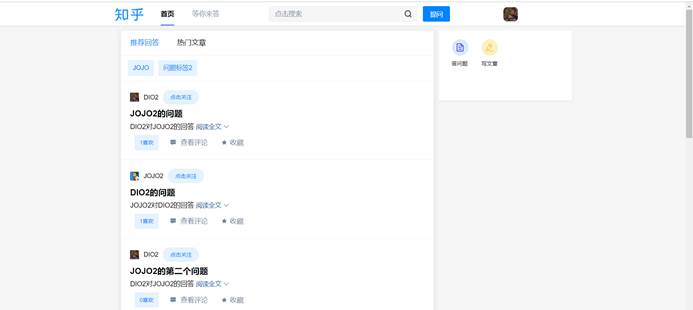 知乎 首页 等你来答 点击搜索 提问
推荐回答 热门文章
JOJO 问题标签2
答问题 写文章
DIO2 点击关注
JOJO2的问题
DIO2对JOJO2的回答 阅读全文
1喜欢 查看评论 收藏
JOJO2 点击关注
DIO2的问题
JOJO2对DIO2的回答 阅读全文
1喜欢 查看评论 收藏
DIO2 点击关注
JOJO2的第二个问题
DIO2对JOJO2的回答 阅读全文
0喜欢 查看评论 收藏